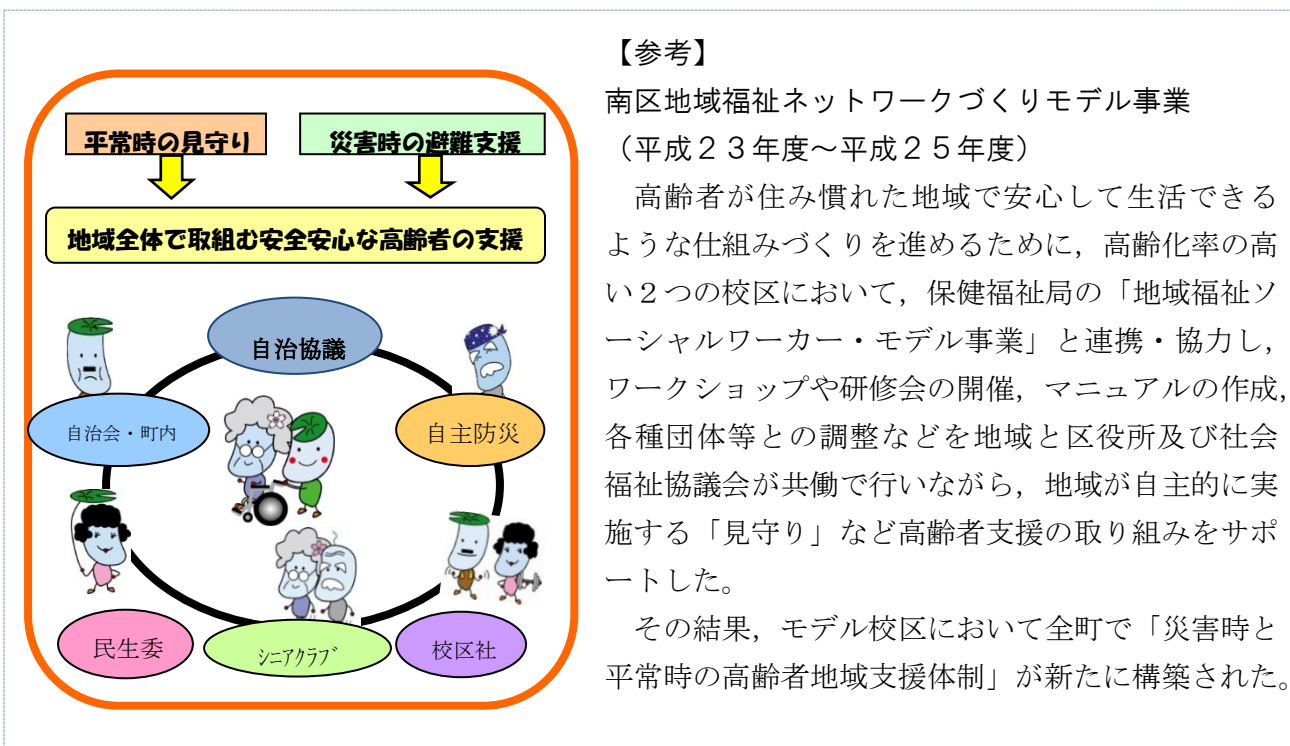 平常時の見守り
災害時の避難支援
地域全体で取組む安全安心な高齢者の支援
自治協議
自治会・町内
自主防災
民生委
ｼﾆｱｸﾗﾌﾞ
校区社
【参考】
南区地域福祉ネットワークづくりモデル事業
（平成２３年度～平成２５年度）
　高齢者が住み慣れた地域で安心して生活できる
ような仕組みづくりを進めるために，高齢化率の高
い２つの校区において，保健福祉局の「地域福祉ソ
ーシャルワーカー・モデル事業」と連携・協力し，
ワークショップや研修会の開催，マニュアルの作成，
各種団体等との調整などを地域と区役所及び社会
福祉協議会が共働で行いながら，地域が自主的に実
施する「見守り」など高齢者支援の取り組みをサポ
ートした。
　その結果，モデル校区において全町で「災害時と
平常時の高齢者地域支援体制」が新たに構築された。